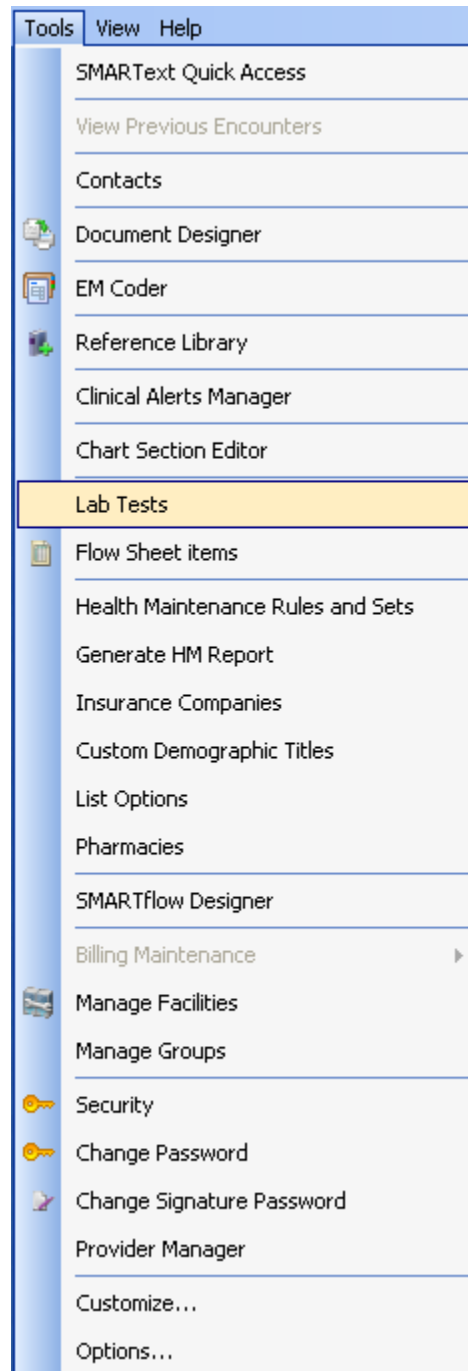 Tools View Help
SMARText Quick Access
View Previous Encounters
Contacts
Document Designer
EM Coder
Reference Library
Clinical Alerts Manager
Chart Section Editor
Lab Tests
Flow Sheet items
Health Maintenance Rules and Sets
Generate HM Report
Insurance Companies
Custom Demographic Titles
List Options
Pharmacies
SMARTflow Designer
Billing Maintenance
Manage Facilities
Manage Groups
Security
Change Password
Change Signature Password
Provider Manager
Customize...
Options...